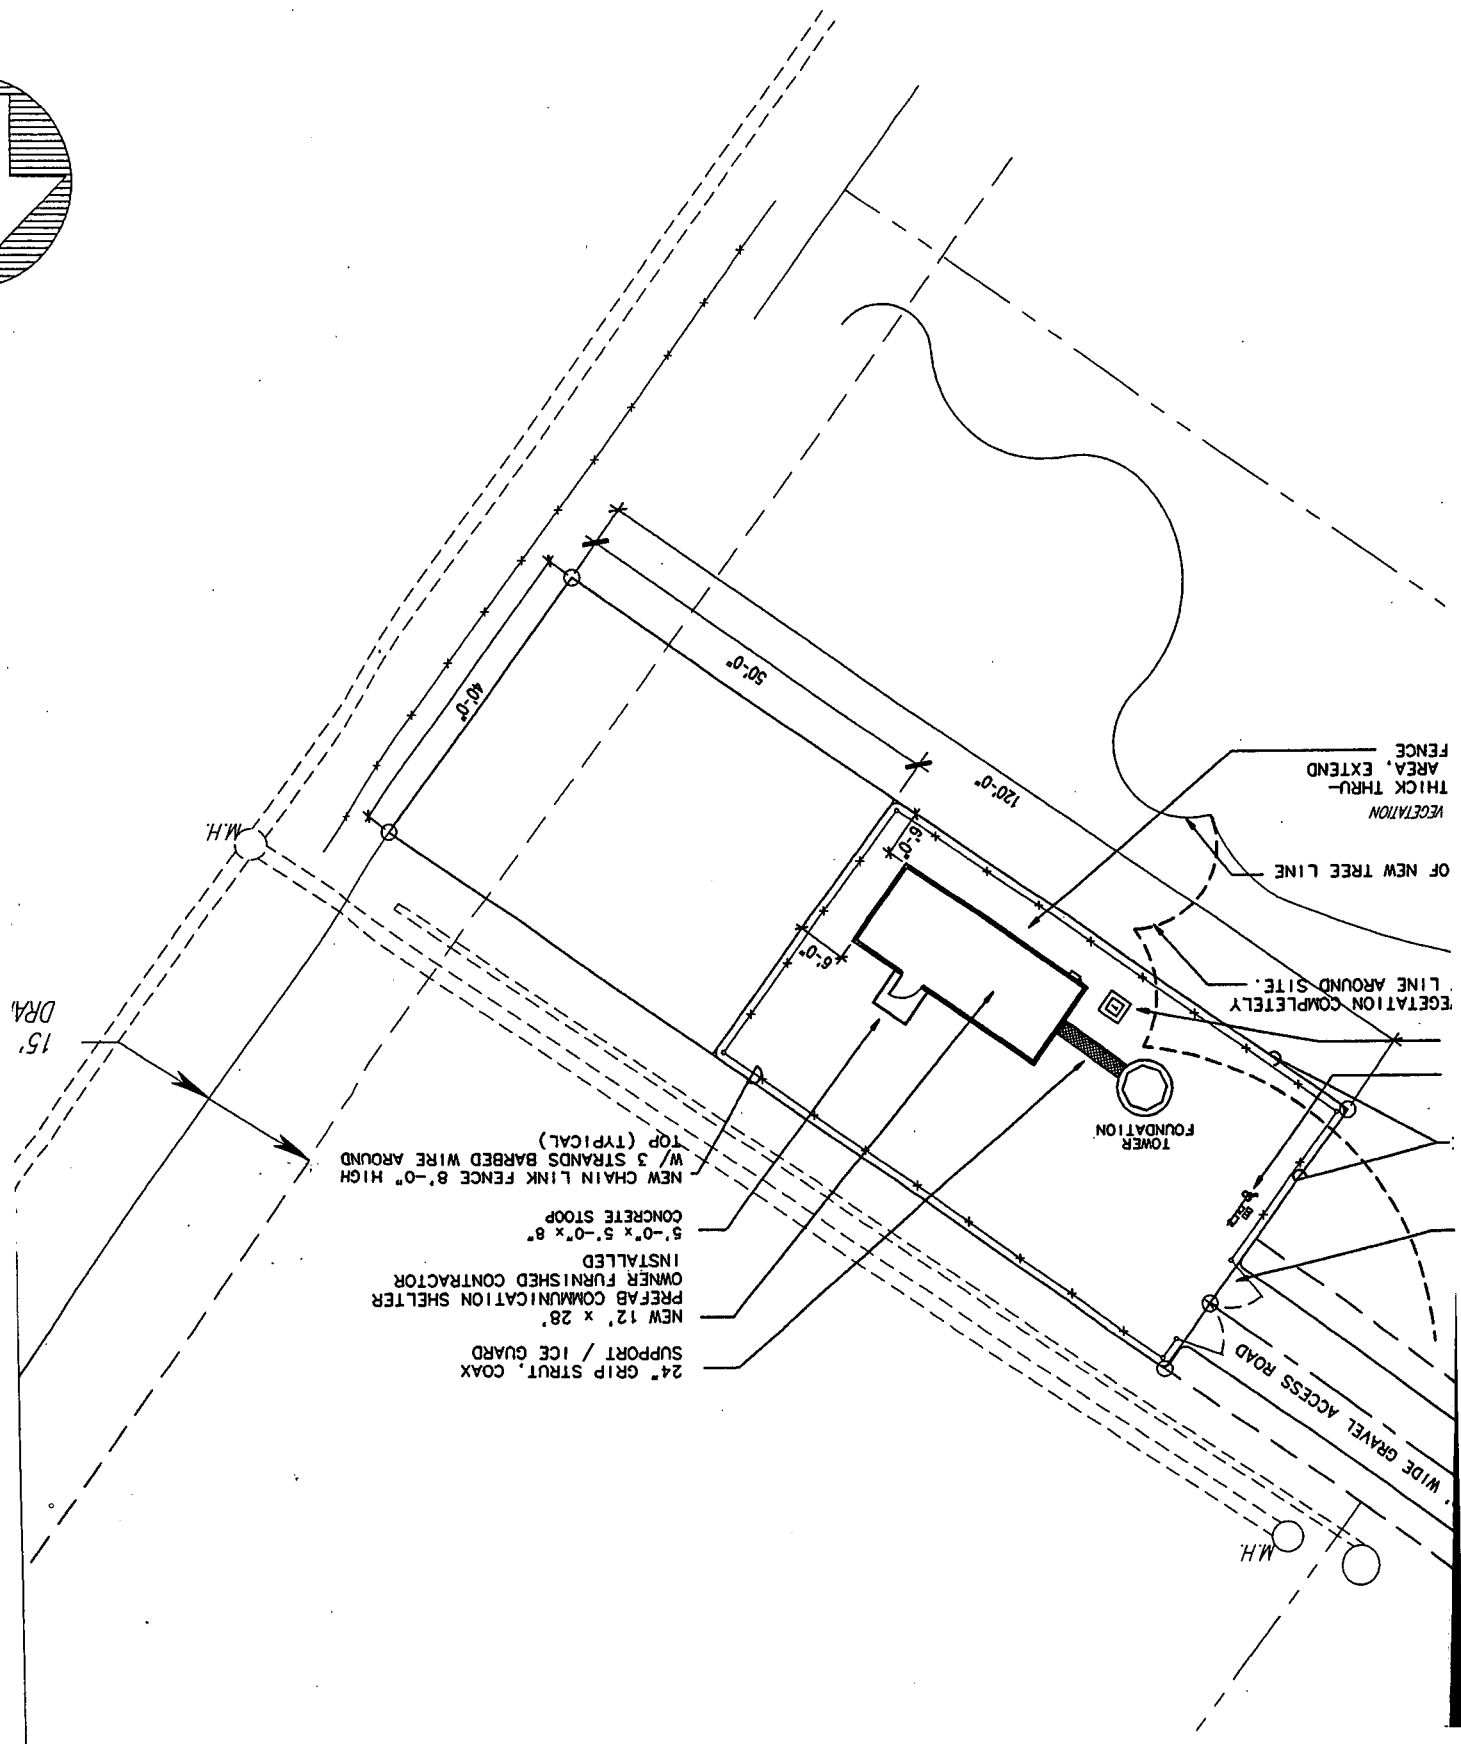 24" GRIP STRUT, COAX
SUPPORT / ICE GUARD
NEW 12' x 28'
PREFAB COMMUNICATION SHELTER
OWNER FURNISHED CONTRACTOR
INSTALLED
5'-0"x 5'-0"x 8"
CONCRETE STOOP
NEW CHAIN LINK FENCE 8'-0" HIGH
W/ 3 STRANDS BARBED WIRE AROUND
TOP (TYPICAL)
WIDE GRAVEL ACCESS ROAD
M.H.
TOWER
FOUNDATION
EGETATION COMPLETELY
LINE AROUND SITE.
OF NEW TREE LINE
VEGETATION
THICK THRU-
AREA, EXTEND
FENCE
6'-0"
6'-0"
120'-0"
50'-0"
40'-0"
M.H.
15'
DRA